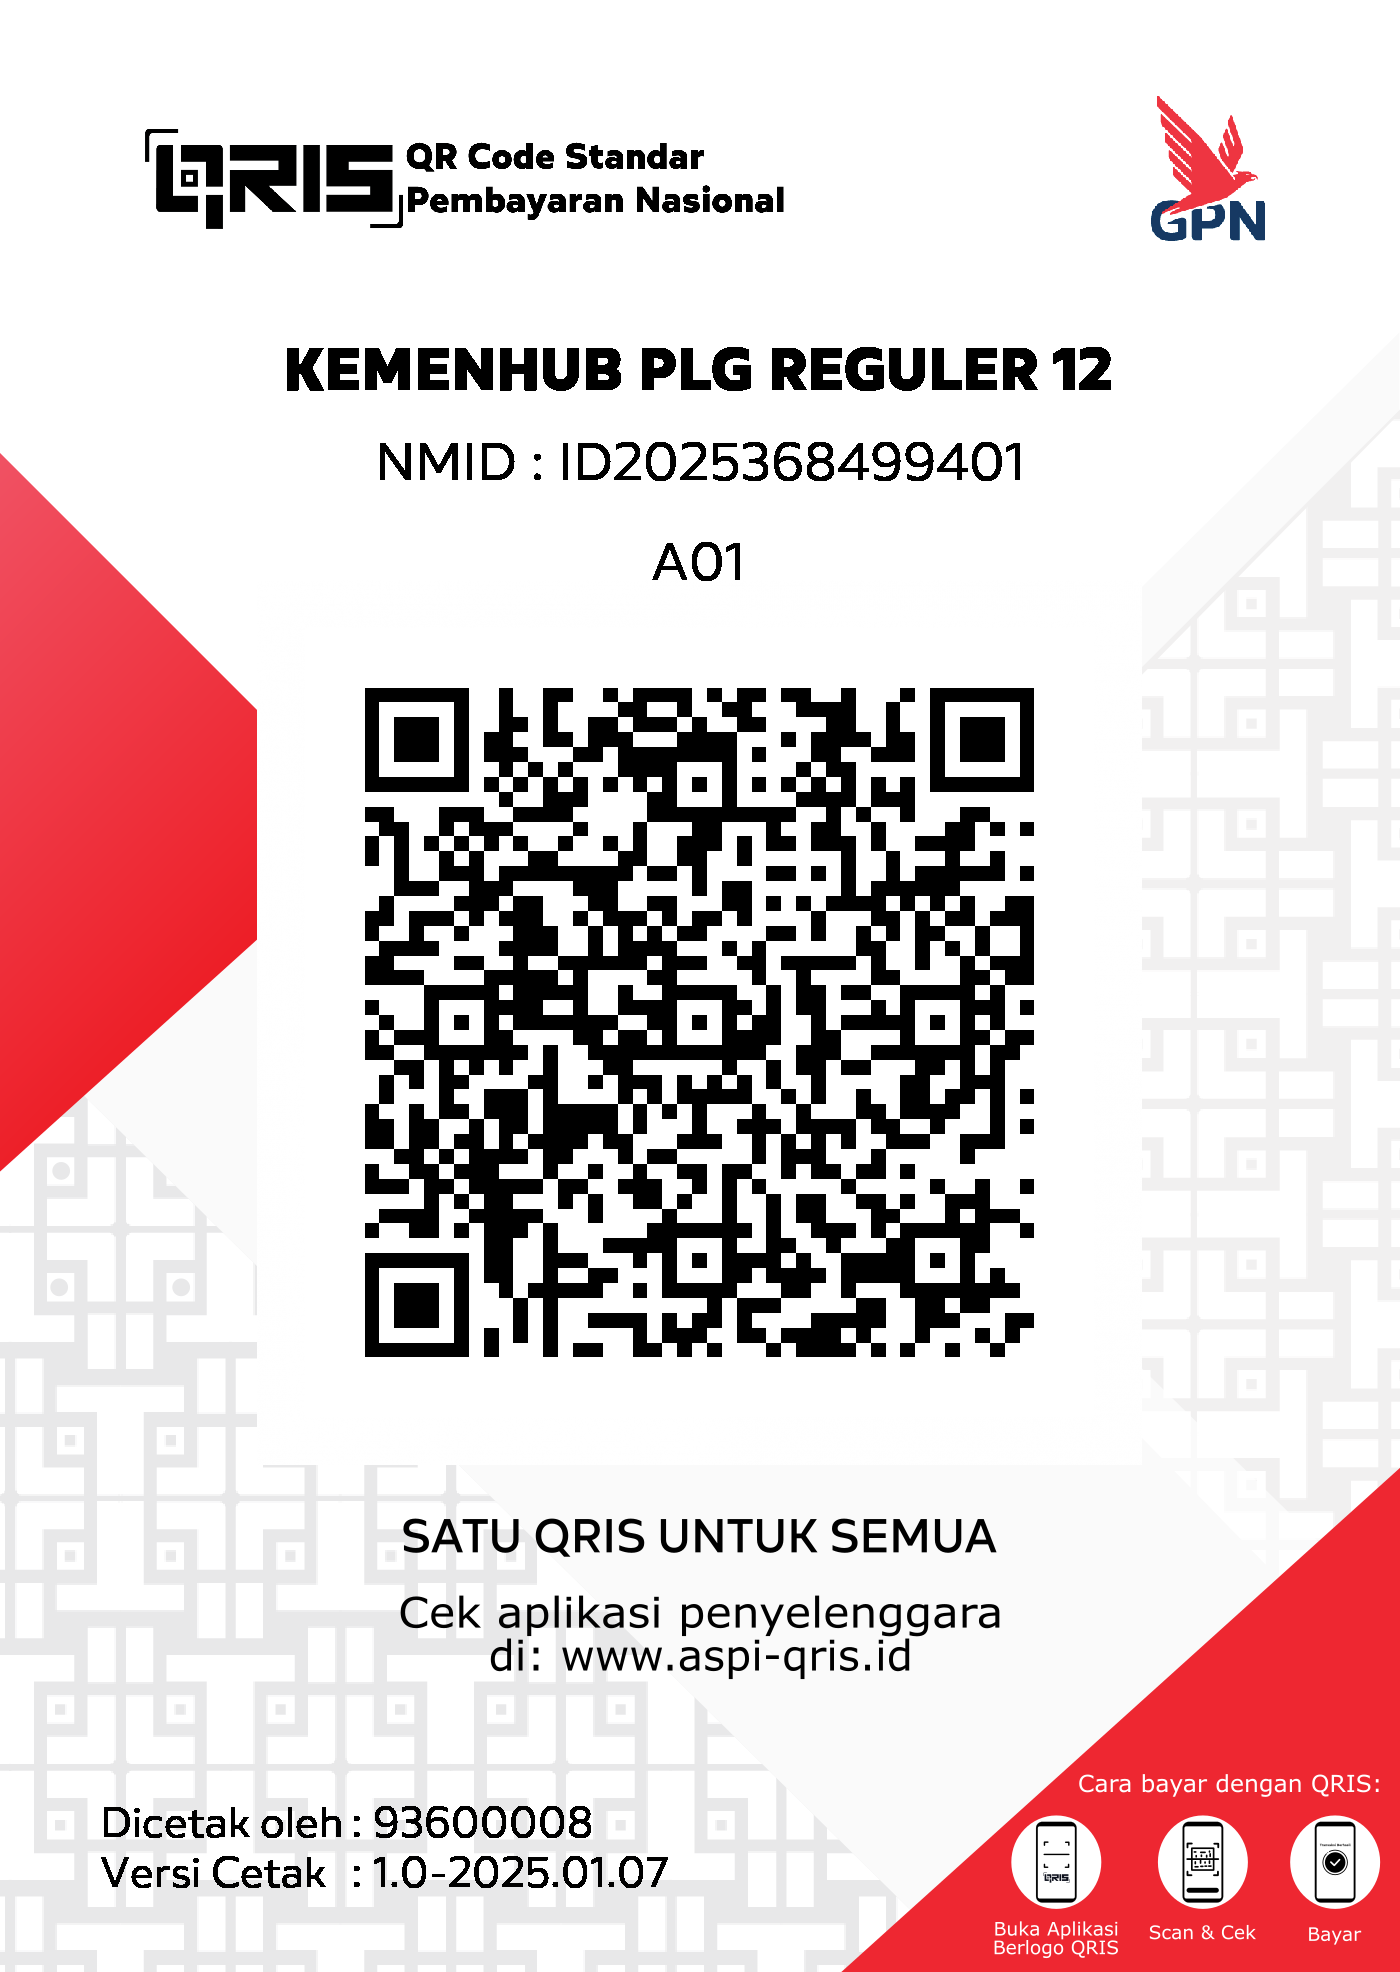 QRIS
QR Code Standar
Pembayaran Nasional
GPN
KEMENHUB PLG REGULER 12
NMID : ID2025368499401
A01
SATU QRIS UNTUK SEMUA
Cek aplikasi penyelenggara
di: www.aspi-qris.id
Dicetak oleh : 93600008
Versi Cetak : 1.0-2025.01.07
Cara bayar dengan QRIS:
QRIS
Buka Aplikasi
Berlogo QRIS
Scan & Cek
Bayar